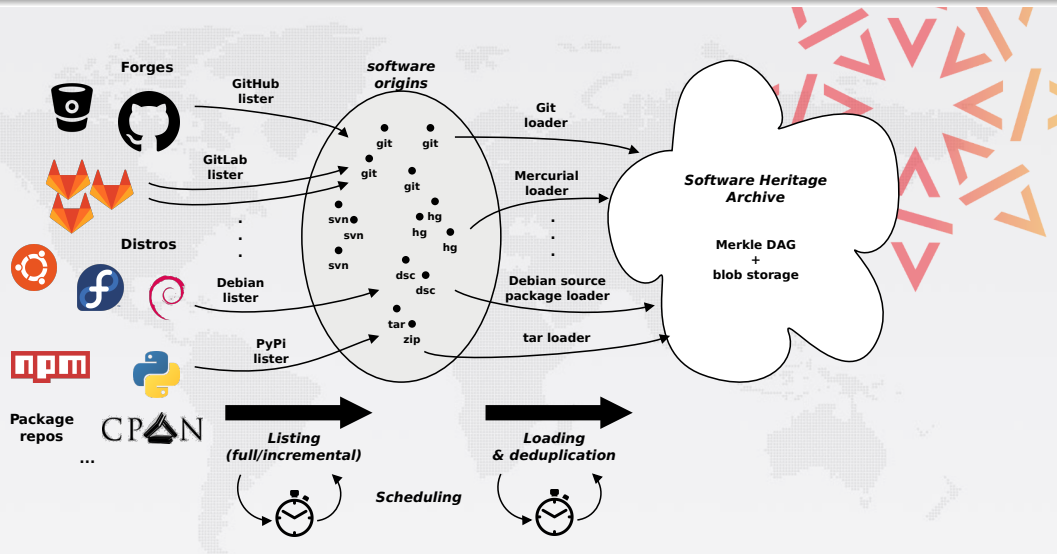 Forges
GitHub
lister
GitLab
lister
.
.
.
Distros
Debian
lister
PyPi
lister
npm
Package
repos
CPAN
...
software
origins
git
git
git
git
svn
svn
svn
hg
hg
hg
dsc
dsc
tar
zip
Git
loader
Mercurial
loader
.
.
.
Debian source
package loader
tar loader
Software Heritage
Archive
Merkle DAG
+
blob storage
Listing
(full/incremental)
Scheduling
Loading
& deduplication